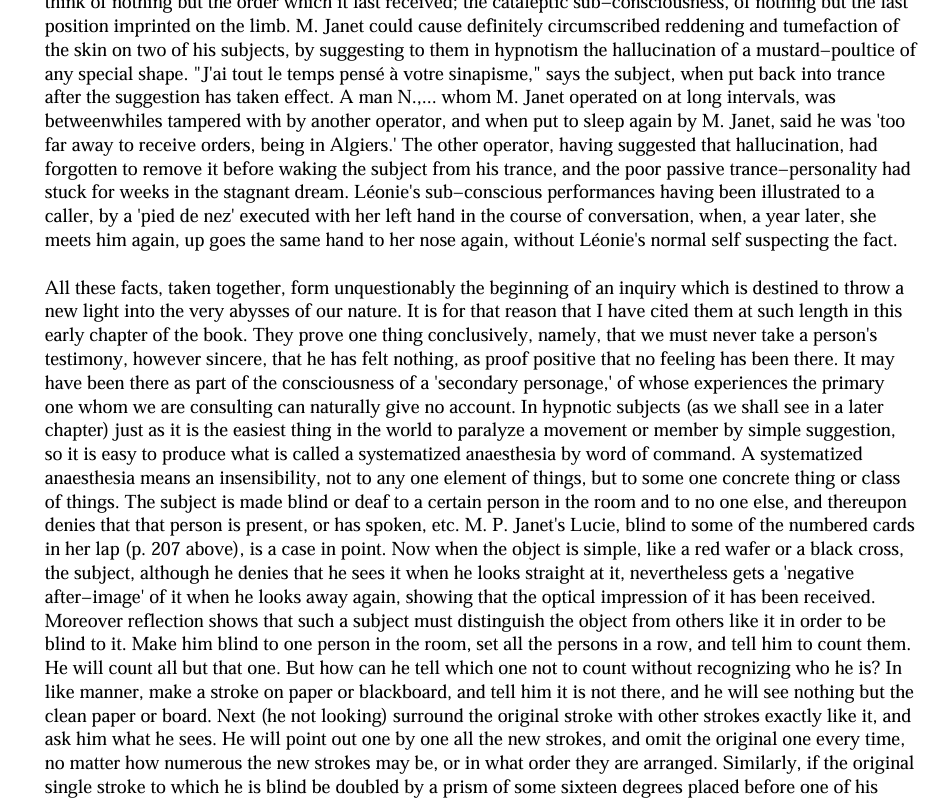 think of nothing but the order which it last received; the cataleptic sub−consciousness, of nothing but the last
position imprinted on the limb. M. Janet could cause definitely circumscribed reddening and tumefaction of
the skin on two of his subjects, by suggesting to them in hypnotism the hallucination of a mustard−poultice of
any special shape. "J'ai tout le temps pensé à votre sinapisme," says the subject, when put back into trance
after the suggestion has taken effect. A man N.,... whom M. Janet operated on at long intervals, was
betweenwhiles tampered with by another operator, and when put to sleep again by M. Janet, said he was 'too
far away to receive orders, being in Algiers.' The other operator, having suggested that hallucination, had
forgotten to remove it before waking the subject from his trance, and the poor passive trance−personality had
stuck for weeks in the stagnant dream. Léonie's sub−conscious performances having been illustrated to a
caller, by a 'pied de nez' executed with her left hand in the course of conversation, when, a year later, she
meets him again, up goes the same hand to her nose again, without Léonie's normal self suspecting the fact.
All these facts, taken together, form unquestionably the beginning of an inquiry which is destined to throw a
new light into the very abysses of our nature. It is for that reason that I have cited them at such length in this
early chapter of the book. They prove one thing conclusively, namely, that we must never take a person's
testimony, however sincere, that he has felt nothing, as proof positive that no feeling has been there. It may
have been there as part of the consciousness of a 'secondary personage,' of whose experiences the primary
one whom we are consulting can naturally give no account. In hypnotic subjects (as we shall see in a later
chapter) just as it is the easiest thing in the world to paralyze a movement or member by simple suggestion,
so it is easy to produce what is called a systematized anaesthesia by word of command. A systematized
anaesthesia means an insensibility, not to any one element of things, but to some one concrete thing or class
of things. The subject is made blind or deaf to a certain person in the room and to no one else, and thereupon
denies that that person is present, or has spoken, etc. M. P. Janet's Lucie, blind to some of the numbered cards
in her lap (p. 207 above), is a case in point. Now when the object is simple, like a red wafer or a black cross,
the subject, although he denies that he sees it when he looks straight at it, nevertheless gets a 'negative
after−image' of it when he looks away again, showing that the optical impression of it has been received.
Moreover reflection shows that such a subject must distinguish the object from others like it in order to be
blind to it. Make him blind to one person in the room, set all the persons in a row, and tell him to count them.
He will count all but that one. But how can he tell which one not to count without recognizing who he is? In
like manner, make a stroke on paper or blackboard, and tell him it is not there, and he will see nothing but the
clean paper or board. Next (he not looking) surround the original stroke with other strokes exactly like it, and
ask him what he sees. He will point out one by one all the new strokes, and omit the original one every time,
no matter how numerous the new strokes may be, or in what order they are arranged. Similarly, if the original
single stroke to which he is blind be doubled by a prism of some sixteen degrees placed before one of his